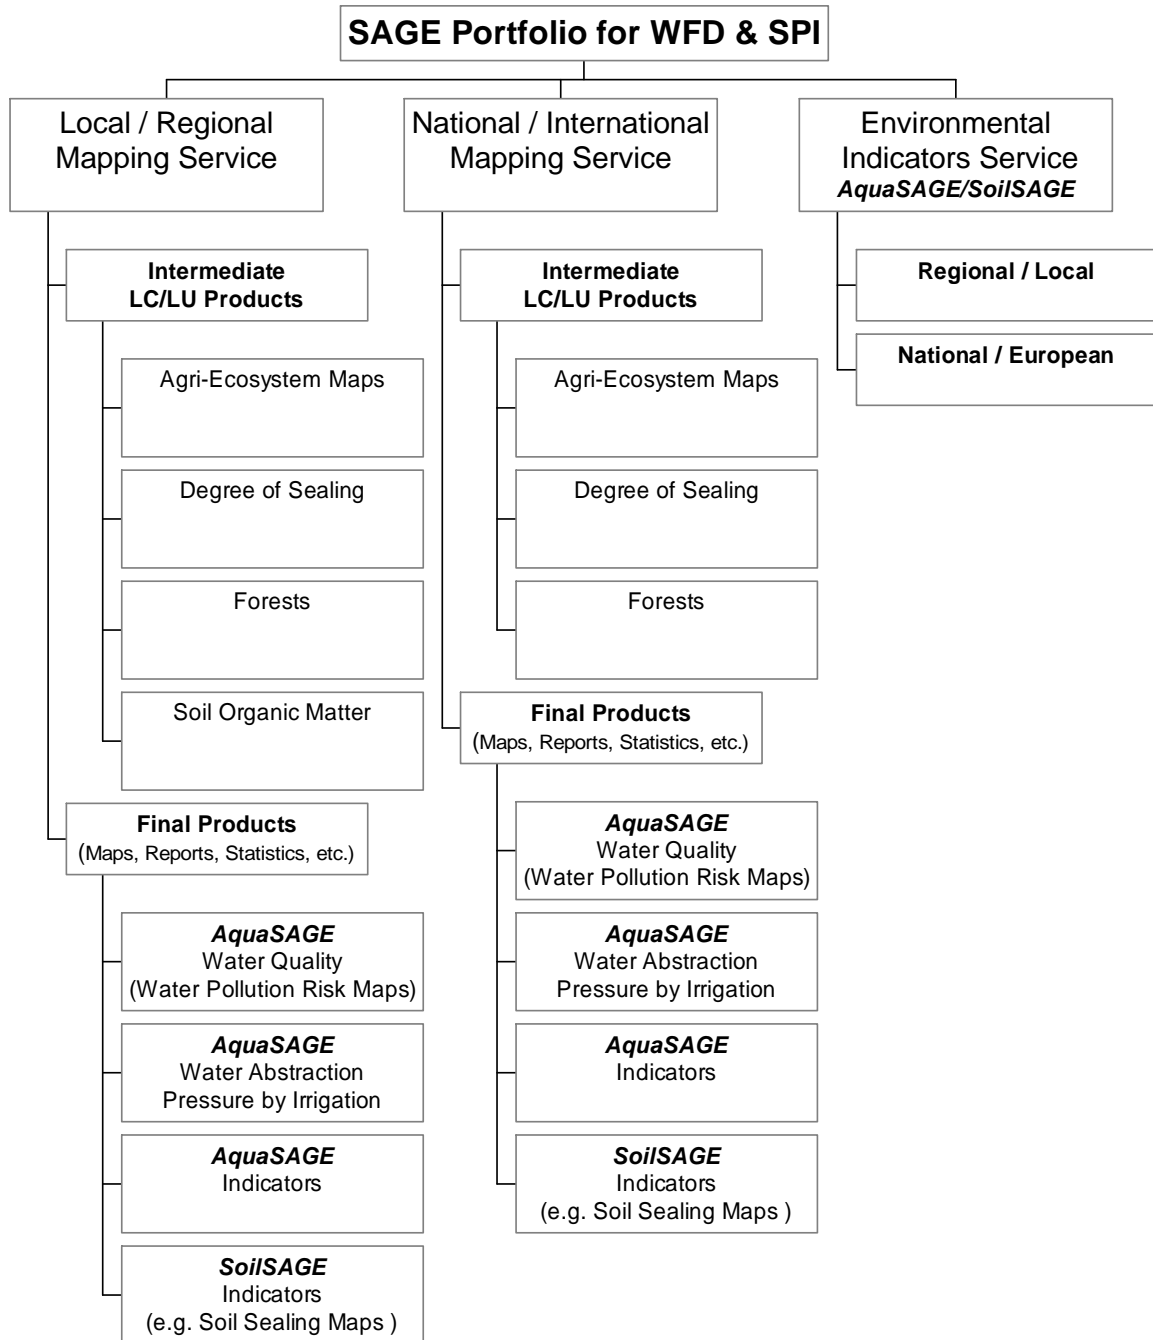 SAGE Portfolio for WFD & SPI
Local / Regional
Mapping Service
Intermediate
LC/LU Products
Agri-Ecosystem Maps
Degree of Sealing
Forests
Soil Organic Matter
Final Products
(Maps, Reports, Statistics, etc.)
AquaSAGE
Water Quality
(Water Pollution Risk Maps)
AquaSAGE
Water Abstraction
Pressure by Irrigation
AquaSAGE
Indicators
SoilSAGE
Indicators
(e.g. Soil Sealing Maps )
National / International
Mapping Service
Intermediate
LC/LU Products
Agri-Ecosystem Maps
Degree of Sealing
Forests
Final Products
(Maps, Reports, Statistics, etc.)
AquaSAGE
Water Quality
(Water Pollution Risk Maps)
AquaSAGE
Water Abstraction
Pressure by Irrigation
AquaSAGE
Indicators
SoilSAGE
Indicators
(e.g. Soil Sealing Maps )
Environmental
Indicators Service
AquaSAGE/SoilSAGE
Regional / Local
National / European